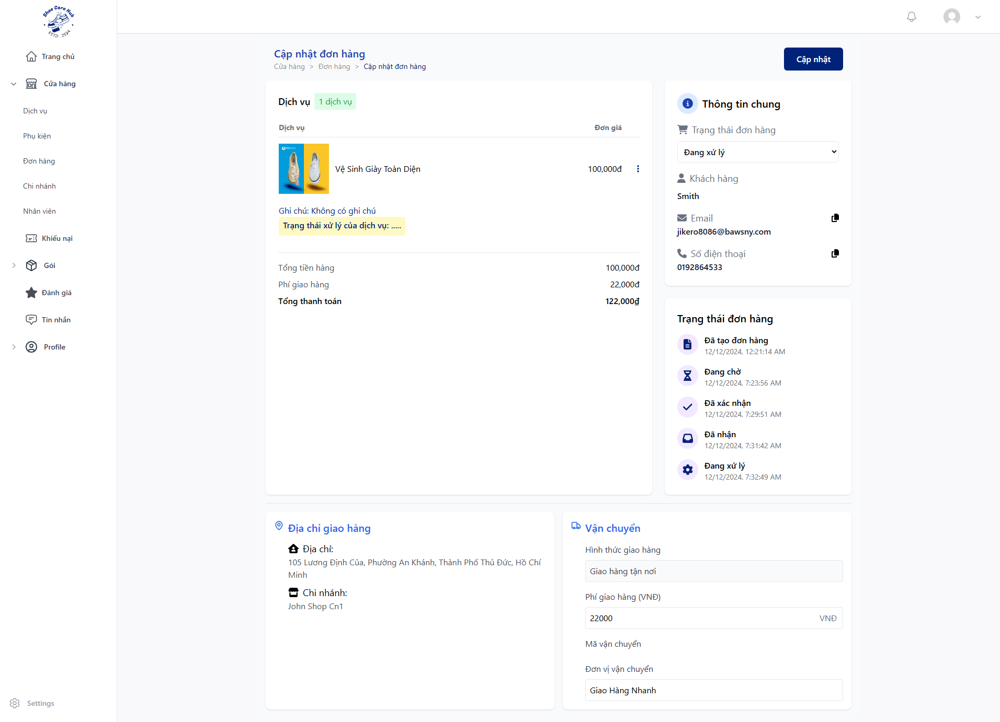 Shoe Care Hub
ESTD . 2024
Trang chủ
Cửa hàng
Dịch vụ
Phụ kiện
Đơn hàng
Chi nhánh
Nhân viên
Khiếu nại
Gói
Đánh giá
Tin nhắn
Profile
Settings
Cập nhật đơn hàng
Cửa hàng > Đơn hàng > Cập nhật đơn hàng
Cập nhật
Dịch vụ 1 dịch vụ
Dịch vụ Đơn giá
Vệ Sinh Giày Toàn Diện 100,000đ
Ghi chú: Không có ghi chú
Trạng thái xử lý của dịch vụ: .....
Tổng tiền hàng 100,000đ
Phí giao hàng 22,000đ
Tổng thanh toán 122,000₫
Thông tin chung
Trạng thái đơn hàng
Đang xử lý
Khách hàng
Smith
Email
jikero8086@bawsny.com
Số điện thoại
0192864533
Trạng thái đơn hàng
Đã tạo đơn hàng
12/12/2024, 12:21:14 AM
Đang chờ
12/12/2024, 7:23:56 AM
Đã xác nhận
12/12/2024, 7:29:51 AM
Đã nhận
12/12/2024, 7:31:42 AM
Đang xử lý
12/12/2024, 7:32:49 AM
Địa chỉ giao hàng
Địa chỉ:
105 Lương Định Của, Phường An Khánh, Thành Phố Thủ Đức, Hồ Chí
Minh
Chi nhánh:
John Shop Cn1
Vận chuyển
Hình thức giao hàng
Giao hàng tận nơi
Phí giao hàng (VNĐ)
22000 VNĐ
Mã vận chuyển
Đơn vị vận chuyển
Giao Hàng Nhanh